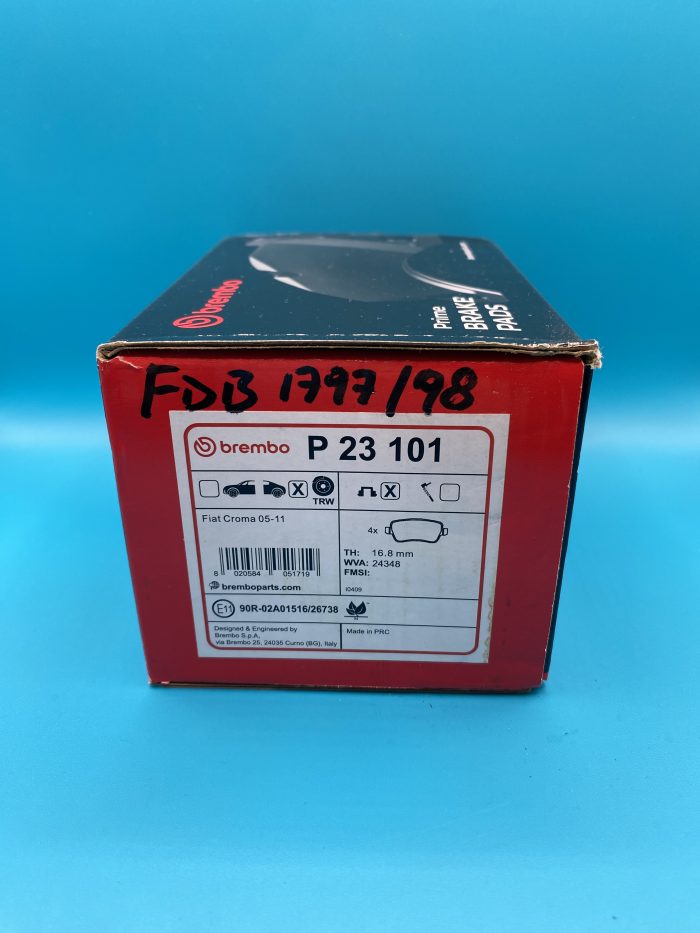 brembo
Prime
BRAKE
PADS
FDB 1797/98
brembo P 23 101
X TRW X
Fiat Croma 05-11
4x
TH: 16.8 mm
WVA: 24348
FMSI:
8 020584 051719
bremboparts.com
I0409
E11 90R-02A01516/26738
Designed & Engineered by
Brembo S.p.A,
via Brembo 25, 24035 Curno (BG), Italy
Made in PRC